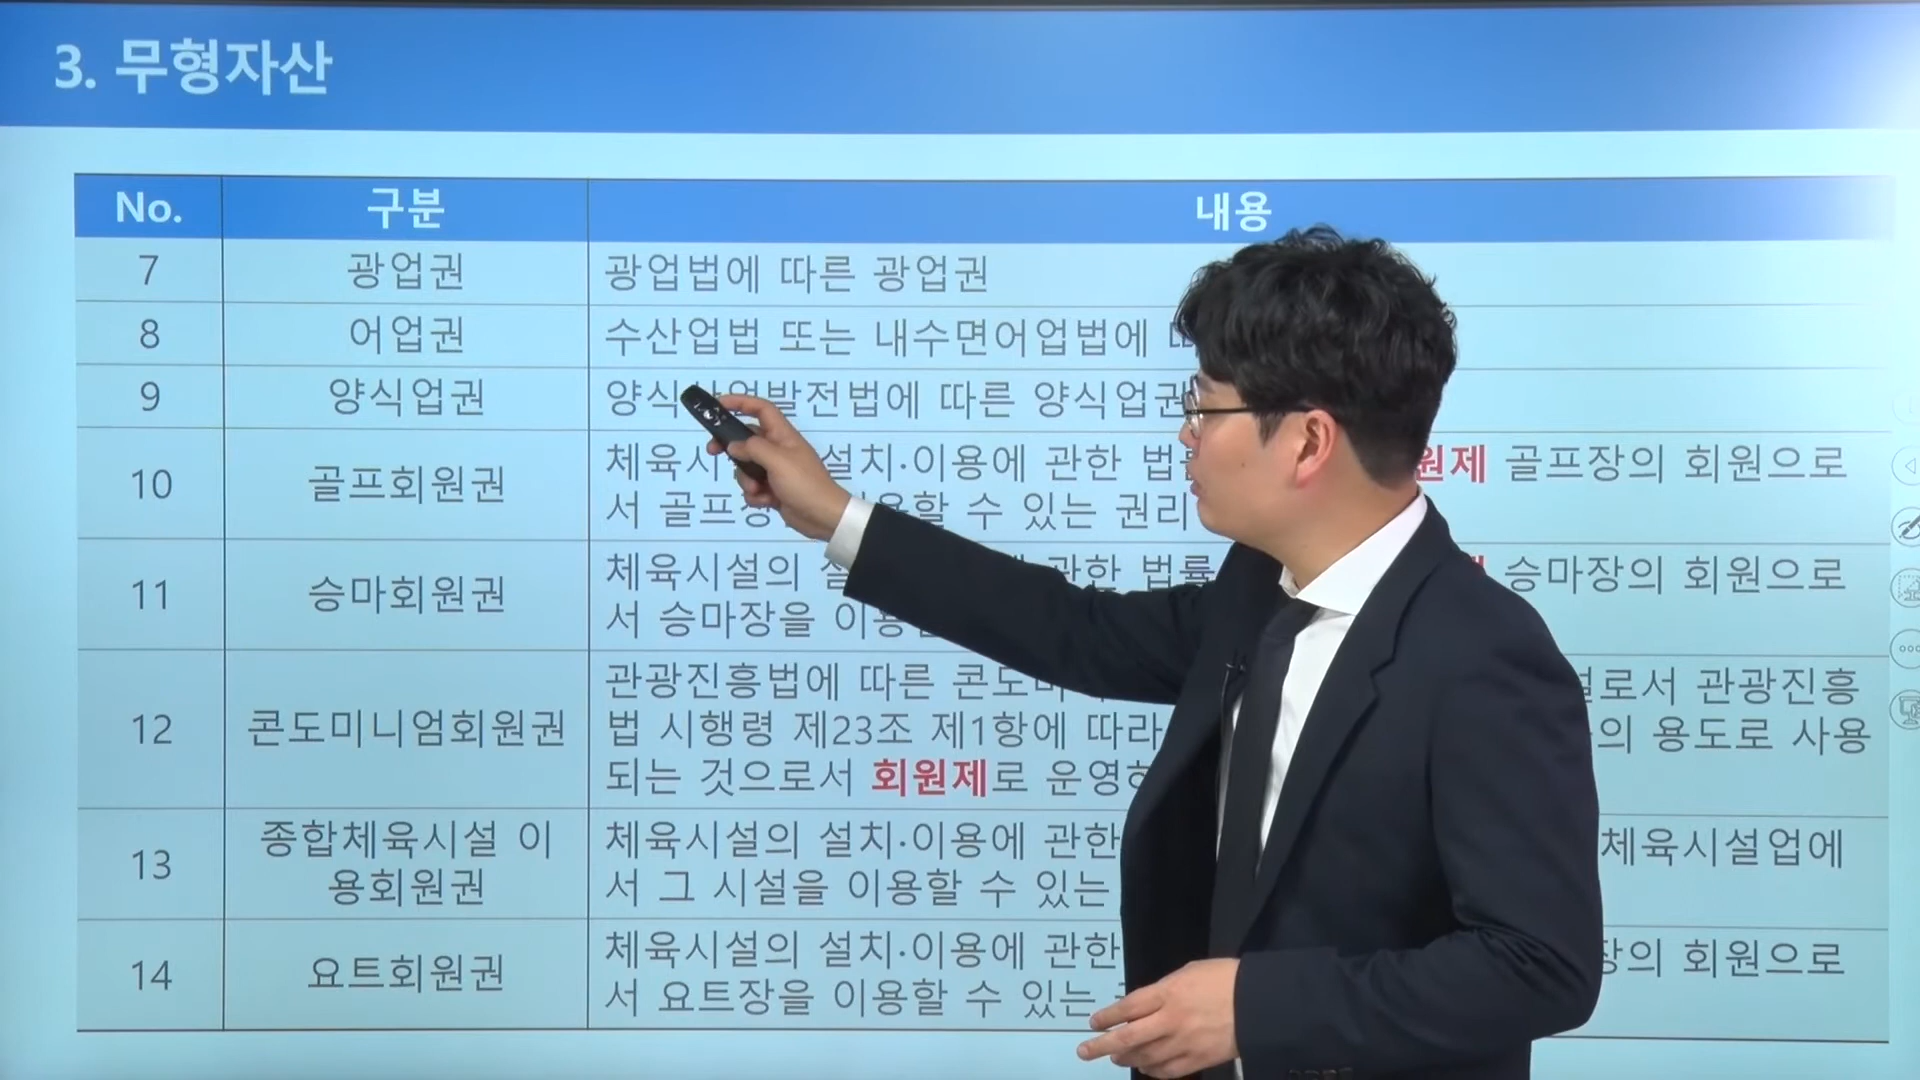 3. 무형자산
No. 구분 내용
7 광업권 광업법에 따른 광업권
8 어업권 수산업법 또는 내수면어업법에
9 양식업권 양식 발전법에 따른 양식업권
10 골프회원권 체육시 설치·이용에 관한 법 원제 골프장의 회원으로
서 골프장 할 수 있는 권리
11 승마회원권 체육시설의 관한 법률 승마장의 회원으로
서 승마장을 이용
12 콘도미니엄회원권 관광진흥법에 따른 콘도미 설로서 관광진흥
법 시행령 제23조 제1항에 따라 의 용도로 사용
되는 것으로서 회원제로 운영하
13 종합체육시설 이
용회원권
체육시설의 설치·이용에 관한 체육시설업에
서 그 시설을 이용할 수 있는
14 요트회원권 체육시설의 설치·이용에 관한 장의 회원으로
서 요트장을 이용할 수 있는